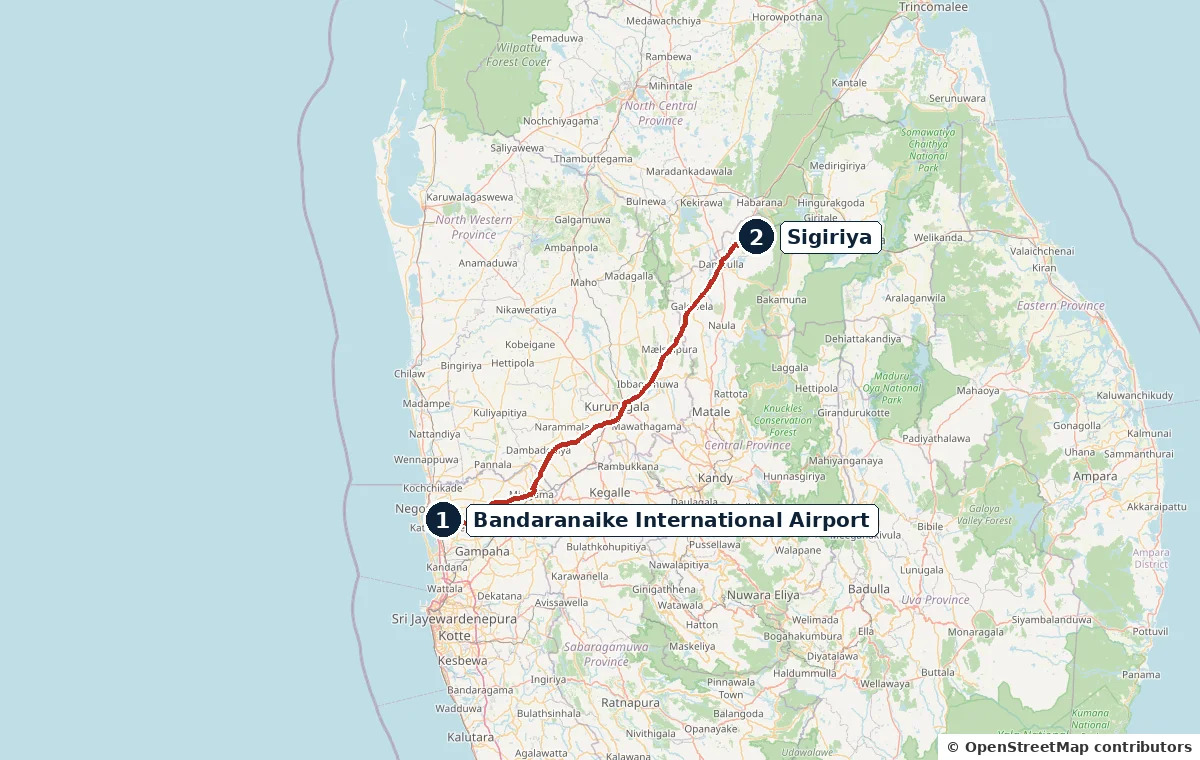 Trincomalee
Medawachchiya
Horowpothana
Pemaduwa
Wilpattu
Forest Cover
Rambewa
Kantale
Mihintale
Serunuwara
North Central
Province
Nochchiyagama
Somawatiya
Chaithya
National
Park
Saliyawewa
Thambuttegama
Medirigiriya
Maradankadawala
Karuwalagaswewa
Bulnewa
Kekirawa
Habarana
Hingurakgoda
Giritale
North Western
Province
Galgamuwa
2
Sigiriya
Welikanda
Ambanpola
Valaichchenai
Kiran
Anamaduwa
Madagalla
Maho
Bakamuna
Aralaganwila
Eastern Province
Nikaweratiya
Naula
Kobeigane
Dehiattakandiya
Bingiriya
Hettipola
Laggala
Chilaw
Maduru
Oya National
Park
Rattota
Hettipola
Mahaoya
Kaluwanchikudy
Madampe
Kuliyapitiya
Matale
Knuckles
Conservation
Forest
Girandurukotte
Gonagolla
Nattandiya
Narammala
Mawathagama
Kalmunai
Central Province
Padiyathalawa
Wennappuwa
Uhana
Sammanthurai
Pannala
Rambukkana
Mahiyanganaya
Kandy
Hunnasgiriya
Ampara
Kochchikade
Kegalle
Akkaraipattu
1
Bandaranaike International Airport
Galoya
Valley Forest
Bibile
Gampaha
Bulathkohupitiya
Pussellawa
Walapane
Ampara
District
Kandana
Nawalapitiya
Lunugala
Wattala
Karawanella
Ginigathhena
Badulla
Dekatana
Avissawella
Watawala
Nuwara Eliya
Uva Province
Sri Jayewardenepura
Kotte
Hatton
Welimada
Siyambalanduwa
Bogahakumbura
Ella
Monaragala
Pottuvil
Sabaragamuwa
Province
Maskeliya
Diyatalawa
Kesbewa
Haldummulla
Buttala
Panama
Ingiriya
Pinnawala
Town
Wellawaya
Bandaragama
Ratnapura
Wadduwa
Bulathsinhala
Balangoda
Kumana
National
Kalutara
Nivithigala
Opanayake
Agalawatta
Kalawana
Udawalawe
© OpenStreetMap contributors